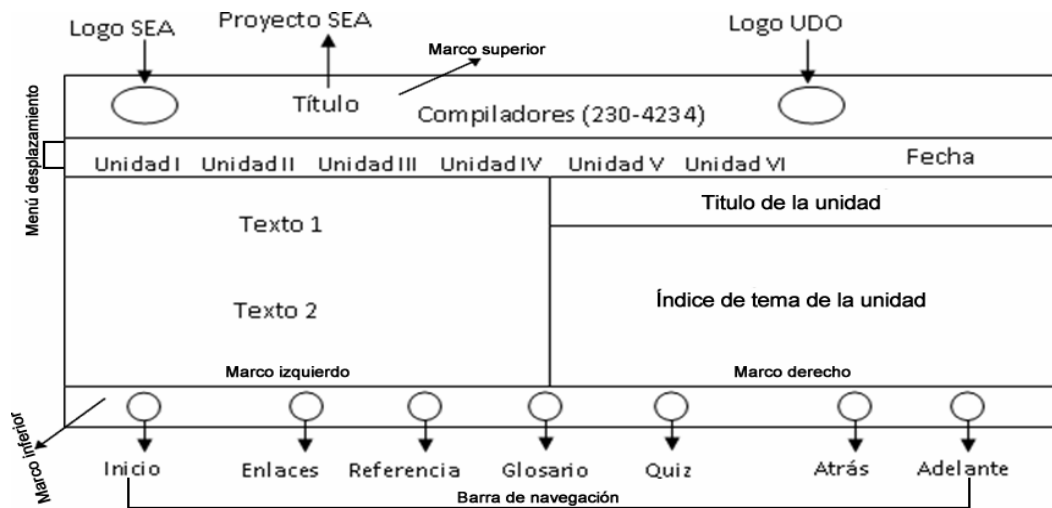 Logo SEA
Proyecto SEA
Logo UDO
Marco superior
Título
Compiladores (230-4234)
Menú desplazamiento
Unidad I Unidad II Unidad III Unidad IV Unidad V Unidad VI Fecha
Titulo de la unidad
Texto 1
Índice de tema de la unidad
Texto 2
Marco izquierdo
Marco derecho
Marco inferior
Inicio Enlaces Referencia Glosario Quiz Atrás Adelante
Barra de navegación